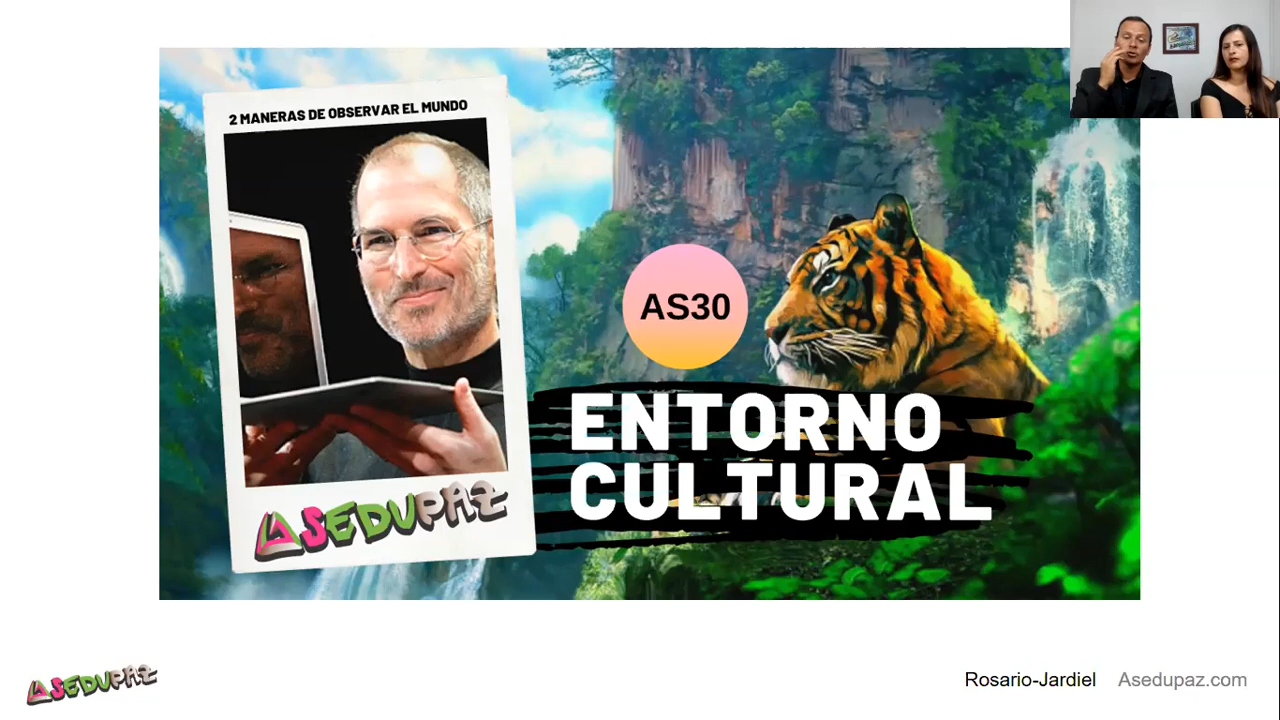 2 MANERAS DE OBSERVAR EL MUNDO
AS30
ENTORNO
CULTURAL
ASEDUPAZ
ASEDUPAZ
Rosario-Jardiel Asedupaz.com